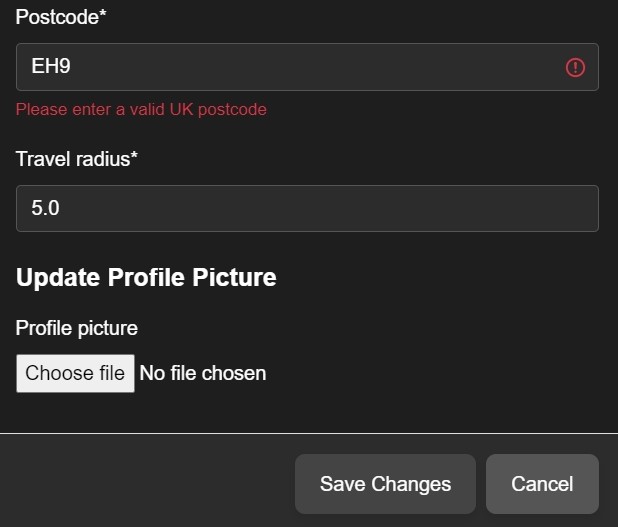 Postcode*
EH9
Please enter a valid UK postcode
Travel radius*
5.0
Update Profile Picture
Profile picture
Choose file No file chosen
Save Changes Cancel